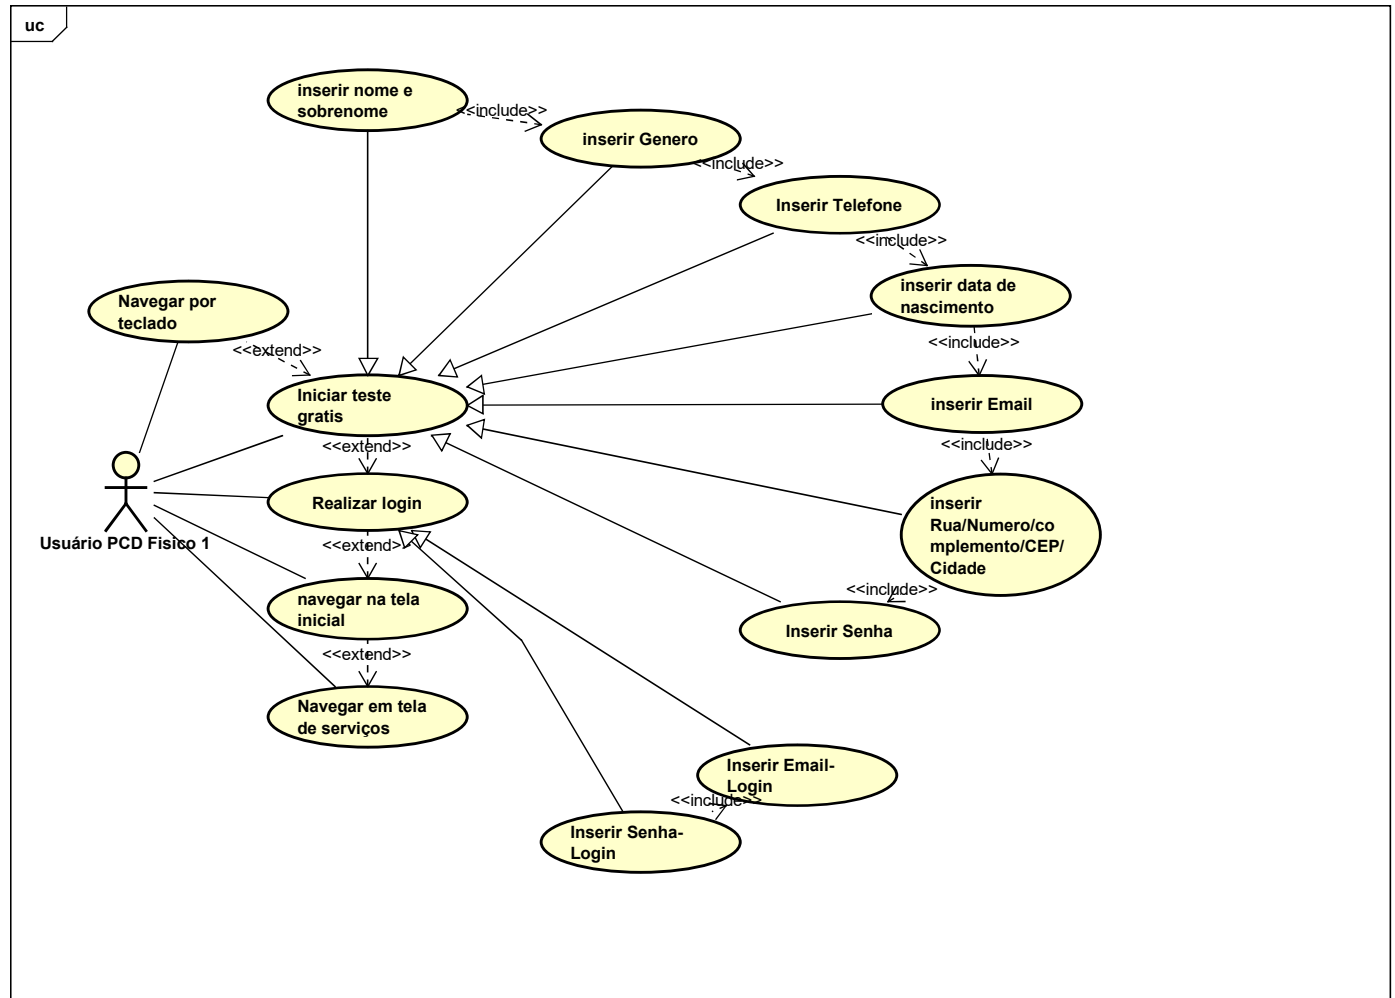 uc
inserir nome e
sobrenome
<<include>>
inserir Genero
<<include>>
Inserir Telefone
<<include>>
inserir data de
nascimento
<<include>>
Navegar por
teclado
<<extend>>
Iniciar teste
gratis
inserir Email
<<include>>
<<extend>>
Realizar login
inserir
Rua/Numero/co
mplemento/CEP/
Cidade
Usuário PCD Fisico 1
<<extend>>
navegar na tela
inicial
<<include>>
Inserir Senha
<<extend>>
Navegar em tela
de serviços
Inserir Email-
Login
<<include>>
Inserir Senha-
Login